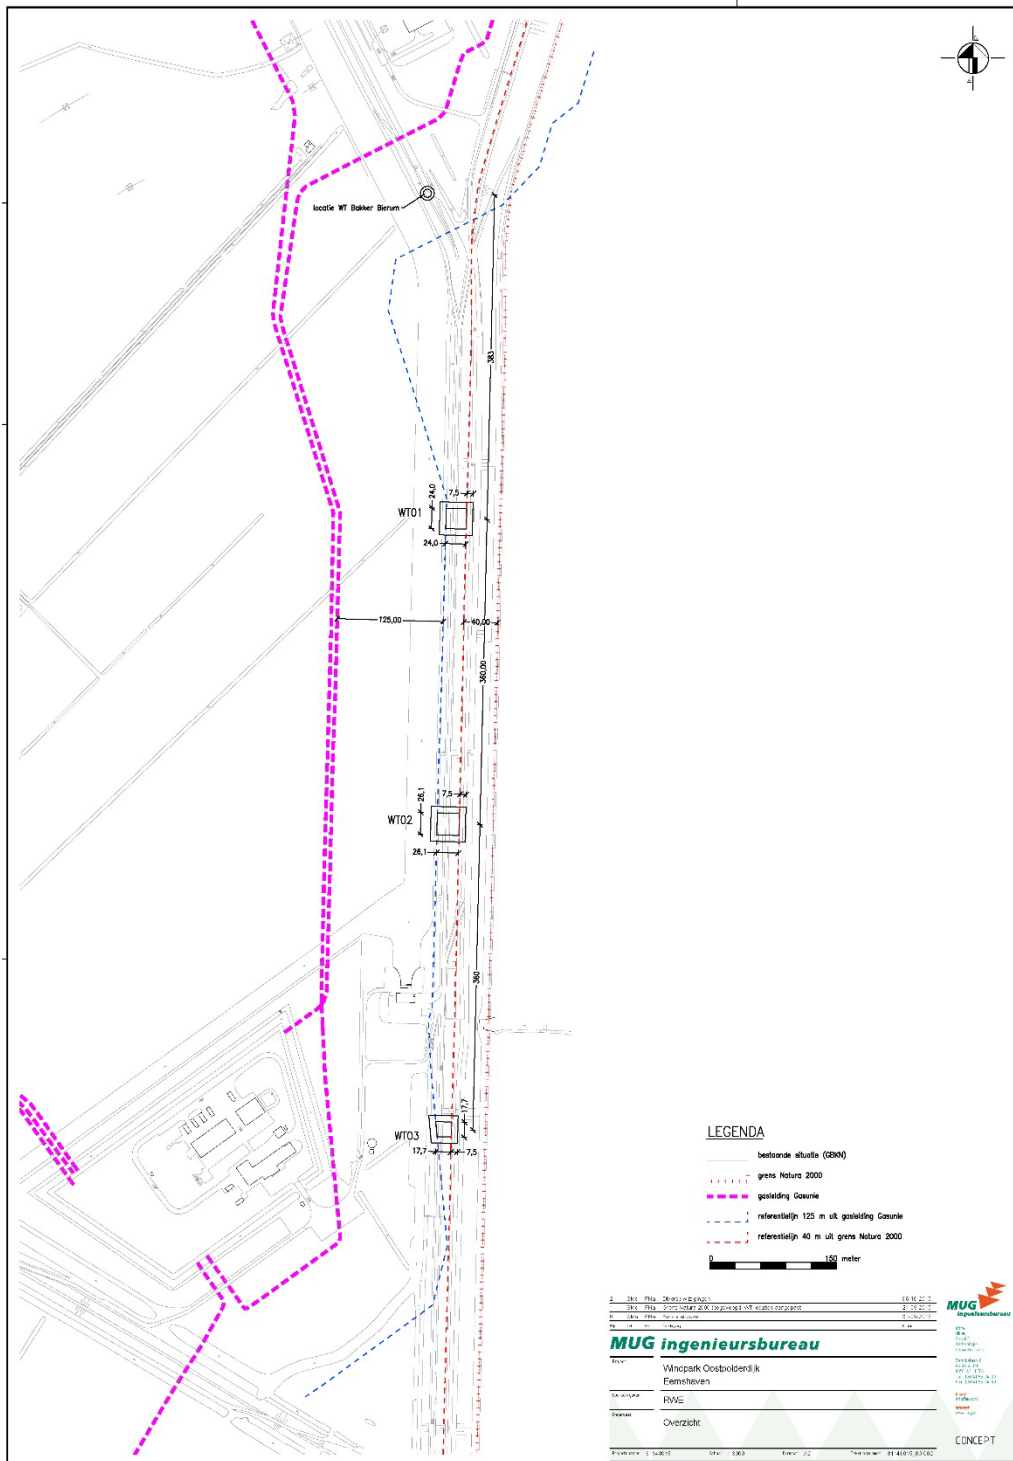 locatie WT Bakker Bierum
383
24,0
7,5
WT01
24,0
125,00
40,00
360,00
26,1
7,5
WT02
26,1
360
17,7
WT03
17,7
7,5
LEGENDA
bestaande situatie (GBKN)
grens Natura 2000
gasleiding Gasunie
referentielijn 125 m uit gasleiding Gasunie
referentielijn 40 m uit grens Natura 2000
0 150 meter
MUG
ingenieursbureau
MUG ingenieursbureau
Windpark Oostpolderdijk
Eemshaven
RWE
Overzicht
CONCEPT